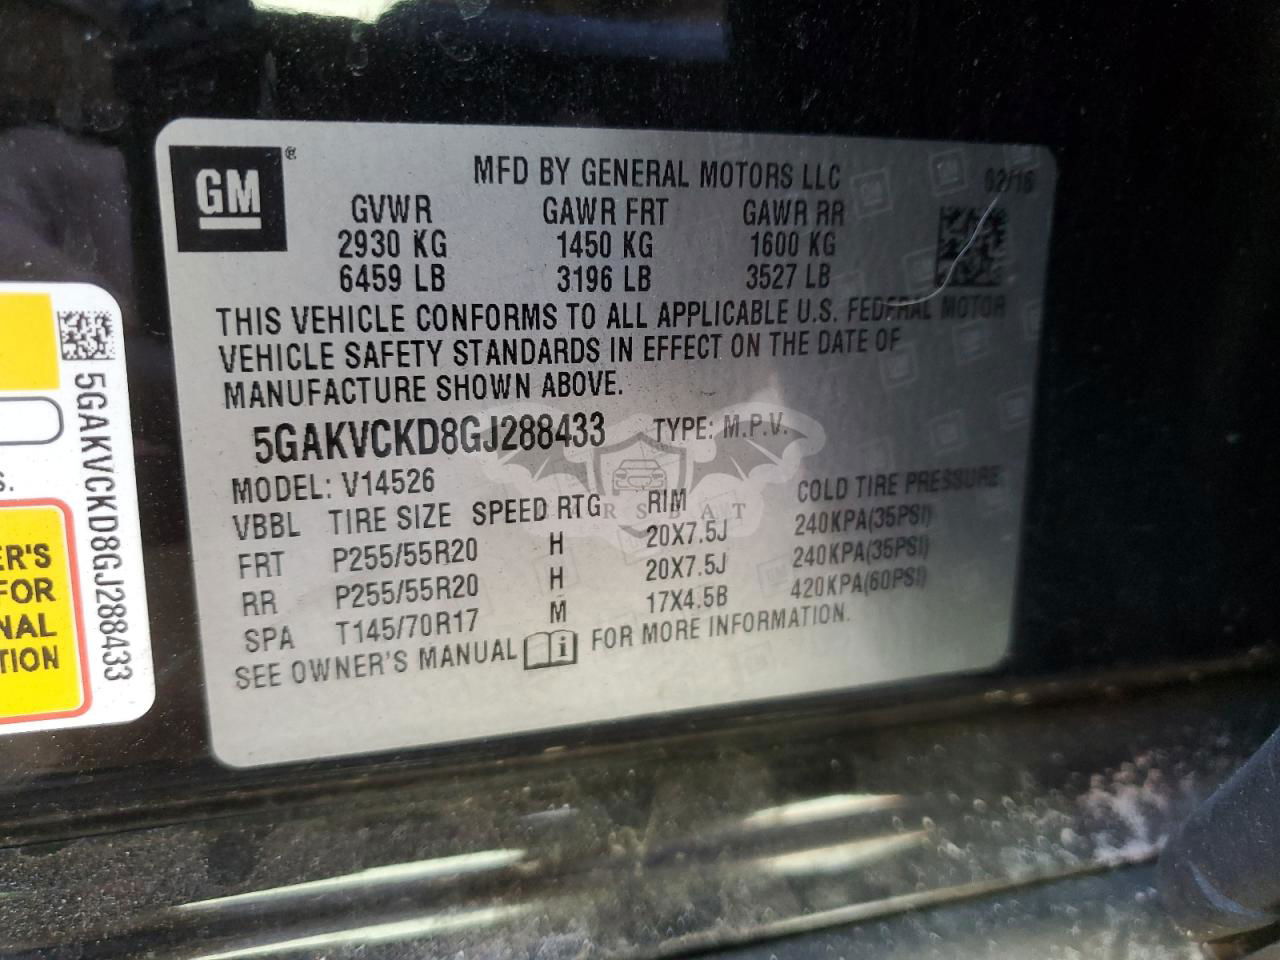 GM
®
MFD BY GENERAL MOTORS LLC
02/16
GVWR GAWR FRT GAWR RR
2930 KG 1450 KG 1600 KG
6459 LB 3196 LB 3527 LB
THIS VEHICLE CONFORMS TO ALL APPLICABLE U.S. FEDERAL MOTOR
VEHICLE SAFETY STANDARDS IN EFFECT ON THE DATE OF
MANUFACTURE SHOWN ABOVE.
5GAKVCKD8GJ288433 TYPE: M.P.V.
MODEL: V14526
VBBL TIRE SIZE SPEED RTG RIM COLD TIRE PRESSURE
FRT P255/55R20 H 20X7.5J 240KPA(35PSI)
RR P255/55R20 H 20X7.5J 240KPA(35PSI)
SPA T145/70R17 M 17X4.5B 420KPA(60PSI)
SEE OWNER'S MANUAL i FOR MORE INFORMATION.
5GAKVCKD8GJ288433
S.
ER'S
FOR
NAL
TION